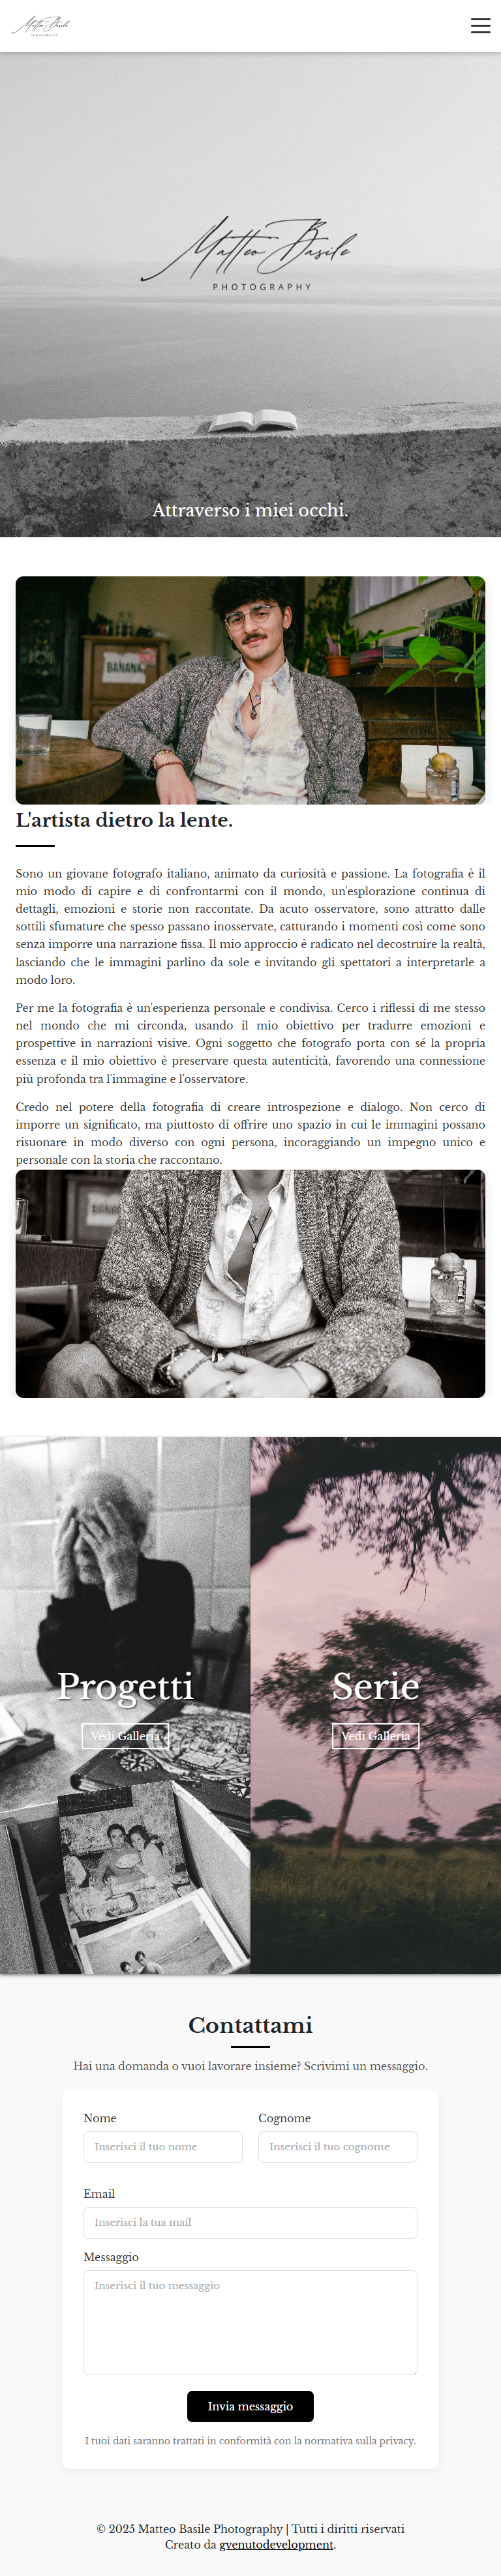 Matteo Basile
PHOTOGRAPHY
Matteo Basile
PHOTOGRAPHY
Attraverso i miei occhi.
BANANA
L'artista dietro la lente.
Sono un giovane fotografo italiano, animato da curiosità e passione. La fotografia è il
mio modo di capire e di confrontarmi con il mondo, un'esplorazione continua di
dettagli, emozioni e storie non raccontate. Da acuto osservatore, sono attratto dalle
sottili sfumature che spesso passano inosservate, catturando i momenti così come sono
senza imporre una narrazione fissa. Il mio approccio è radicato nel decostruire la realtà,
lasciando che le immagini parlino da sole e invitando gli spettatori a interpretarle a
modo loro.
Per me la fotografia è un'esperienza personale e condivisa. Cerco i riflessi di me stesso
nel mondo che mi circonda, usando il mio obiettivo per tradurre emozioni e
prospettive in narrazioni visive. Ogni soggetto che fotografo porta con sé la propria
essenza e il mio obiettivo è preservare questa autenticità, favorendo una connessione
più profonda tra l'immagine e l'osservatore.
Credo nel potere della fotografia di creare introspezione e dialogo. Non cerco di
imporre un significato, ma piuttosto di offrire uno spazio in cui le immagini possano
risuonare in modo diverso con ogni persona, incoraggiando un impegno unico e
personale con la storia che raccontano.
Progetti
Vedi Galleria
Serie
Vedi Galleria
Contattami
Hai una domanda o vuoi lavorare insieme? Scrivimi un messaggio.
Nome
Cognome
Inserisci il tuo nome
Inserisci il tuo cognome
Email
Inserisci la tua mail
Messaggio
Inserisci il tuo messaggio
Invia messaggio
I tuoi dati saranno trattati in conformità con la normativa sulla privacy.
© 2025 Matteo Basile Photography | Tutti i diritti riservati
Creato da gvenutodevelopment.